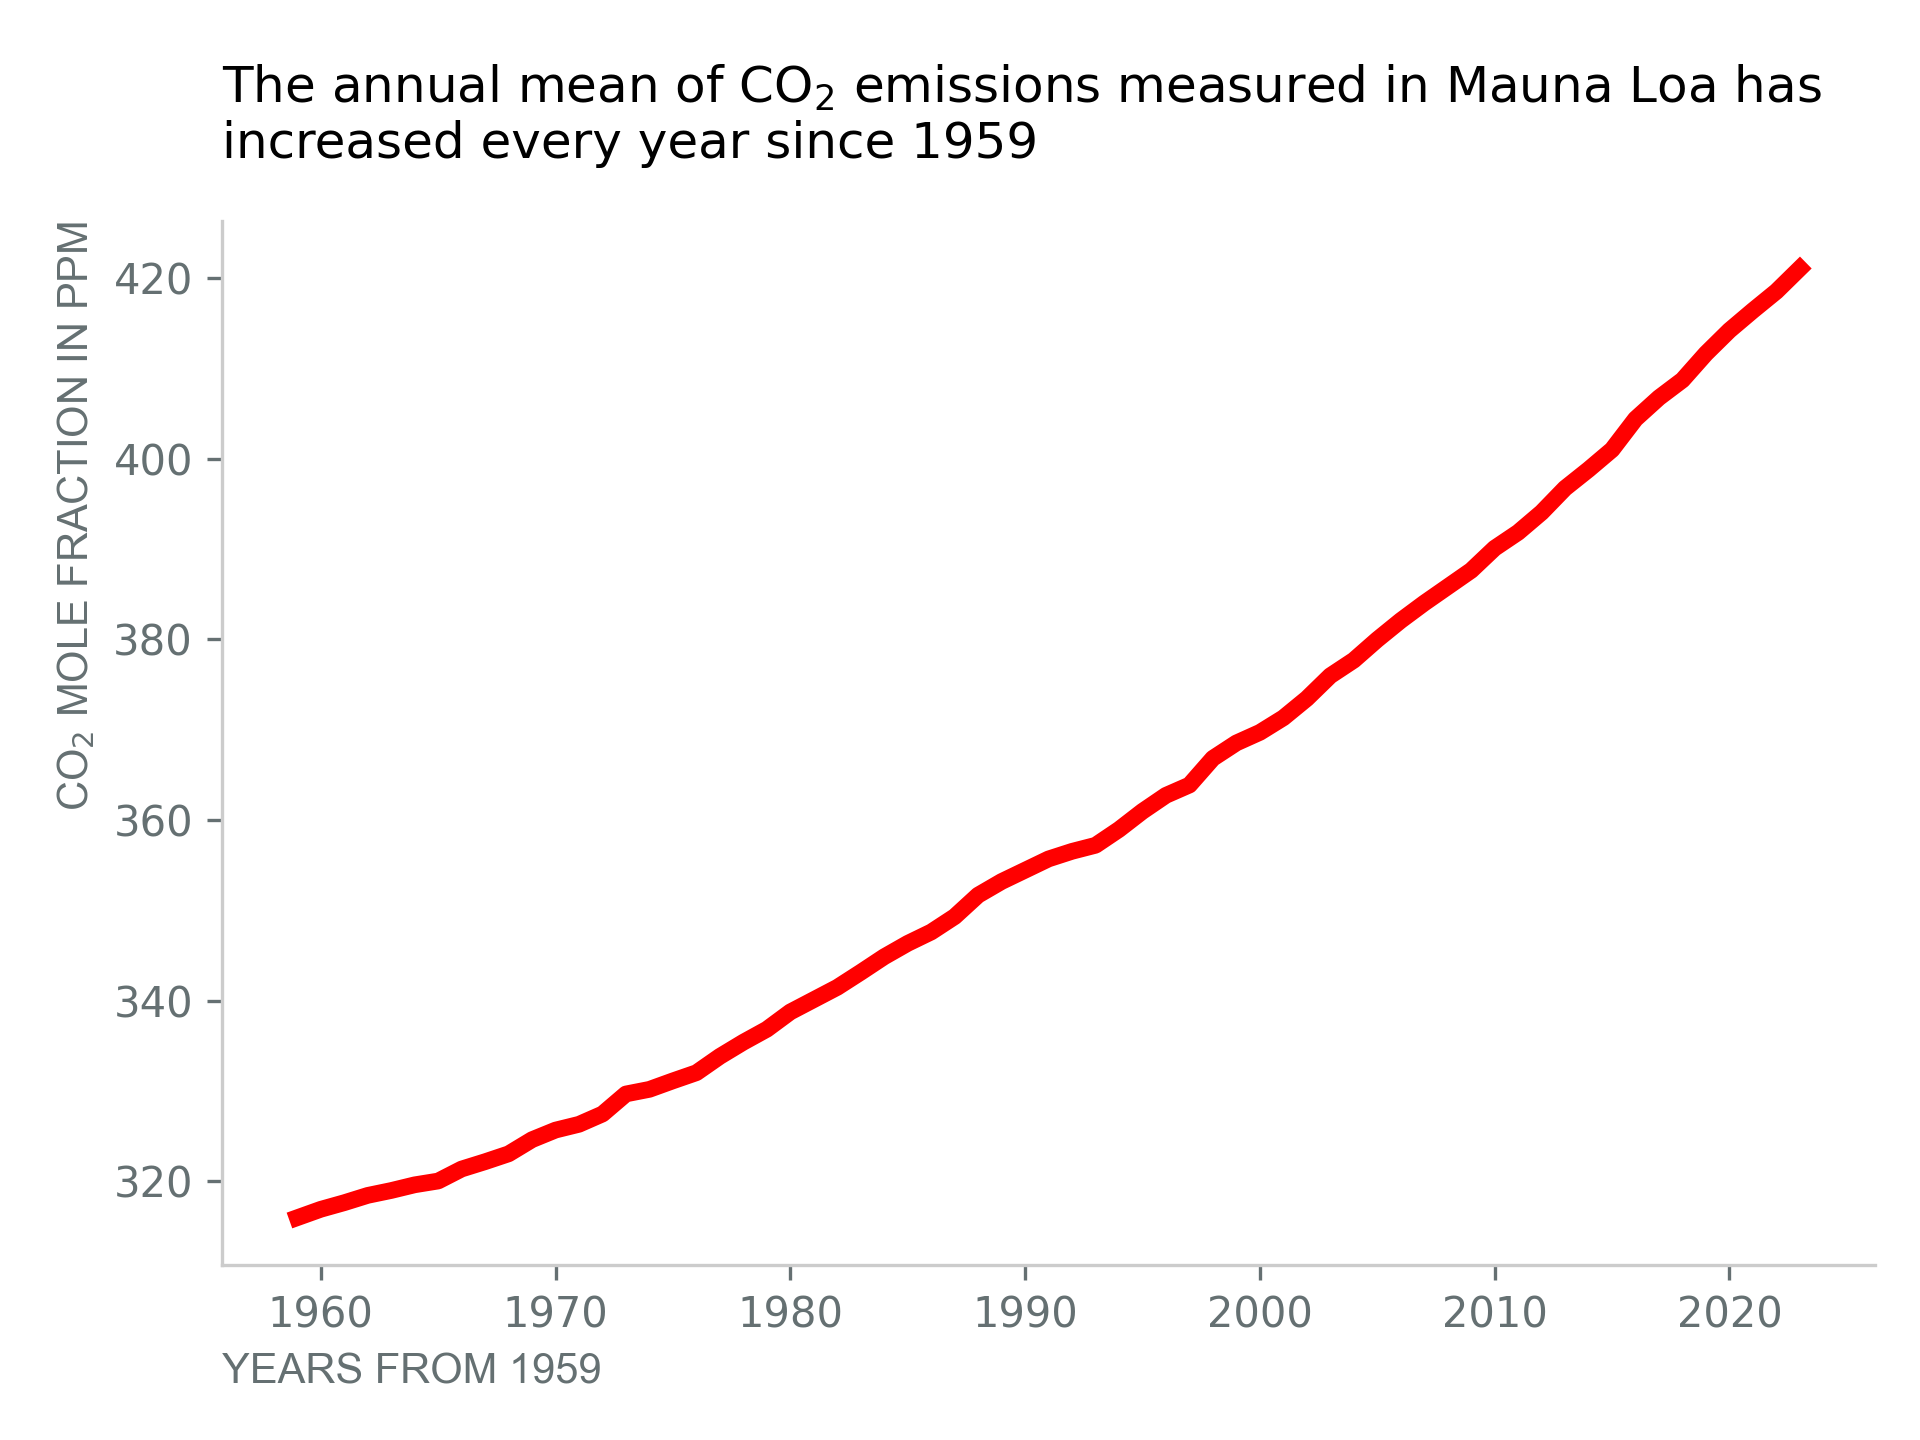 The annual mean of CO₂ emissions measured in Mauna Loa has
increased every year since 1959
CO₂ MOLE FRACTION IN PPM
420
400
380
360
340
320
1960 1970 1980 1990 2000 2010 2020
YEARS FROM 1959